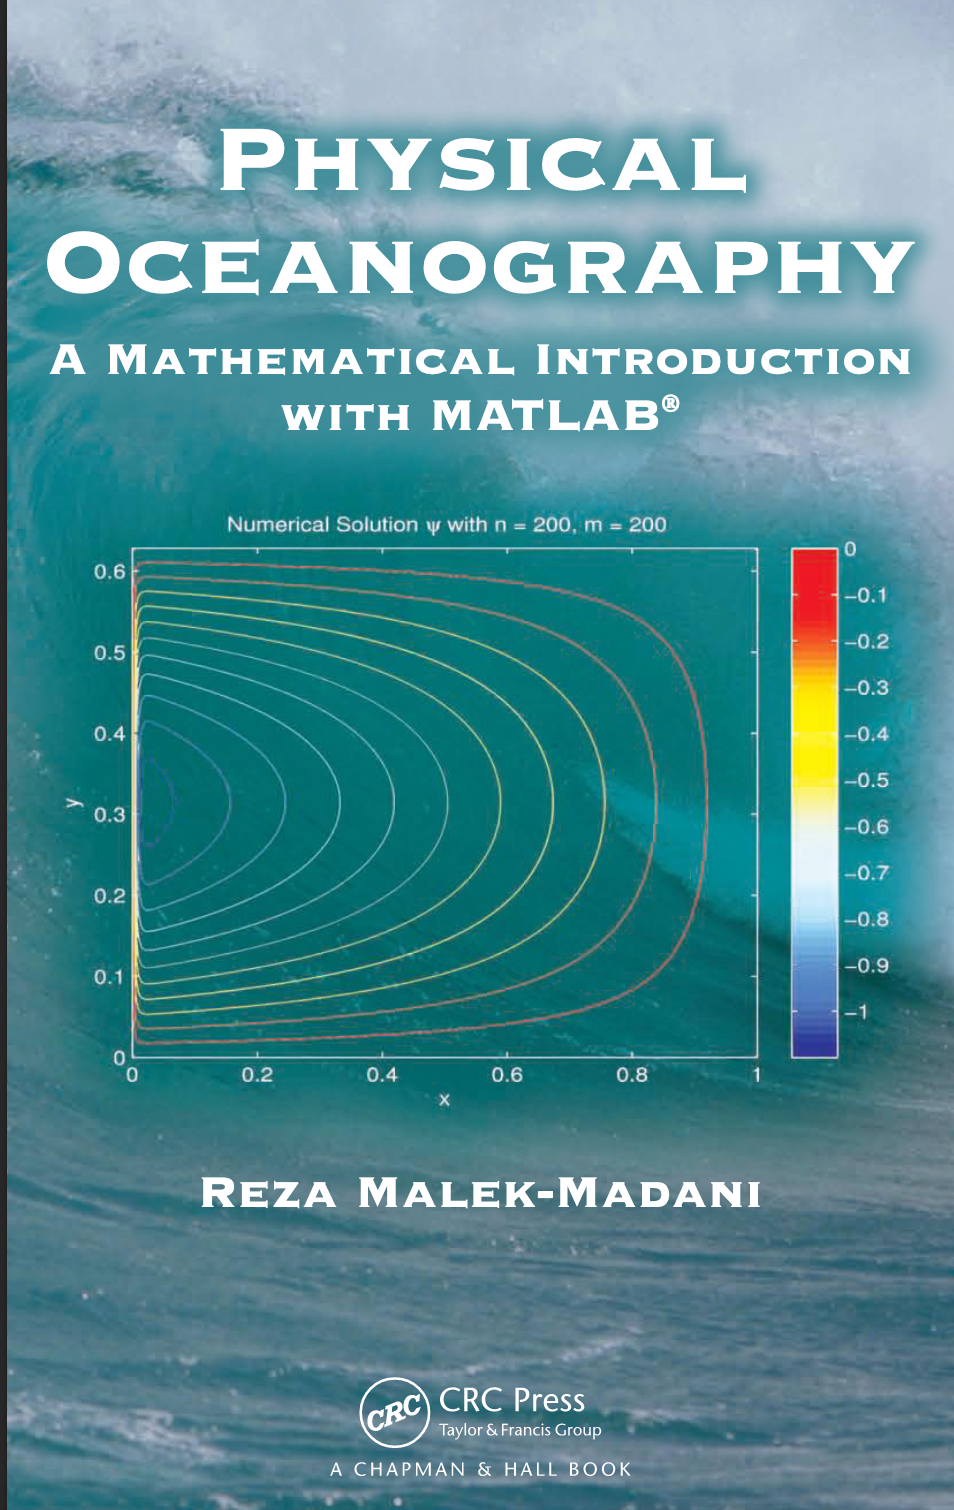 PHYSICAL
OCEANOGRAPHY
A MATHEMATICAL INTRODUCTION
WITH MATLAB®
Numerical Solution ψ with n = 200, m = 200
0.6
0.5
0.4
0.3
0.2
0.1
0
y
0 0.2 0.4 0.6 0.8 1
x
0
−0.1
−0.2
−0.3
−0.4
−0.5
−0.6
−0.7
−0.8
−0.9
−1
REZA MALEK-MADANI
CRC CRC Press
Taylor & Francis Group
A CHAPMAN & HALL BOOK